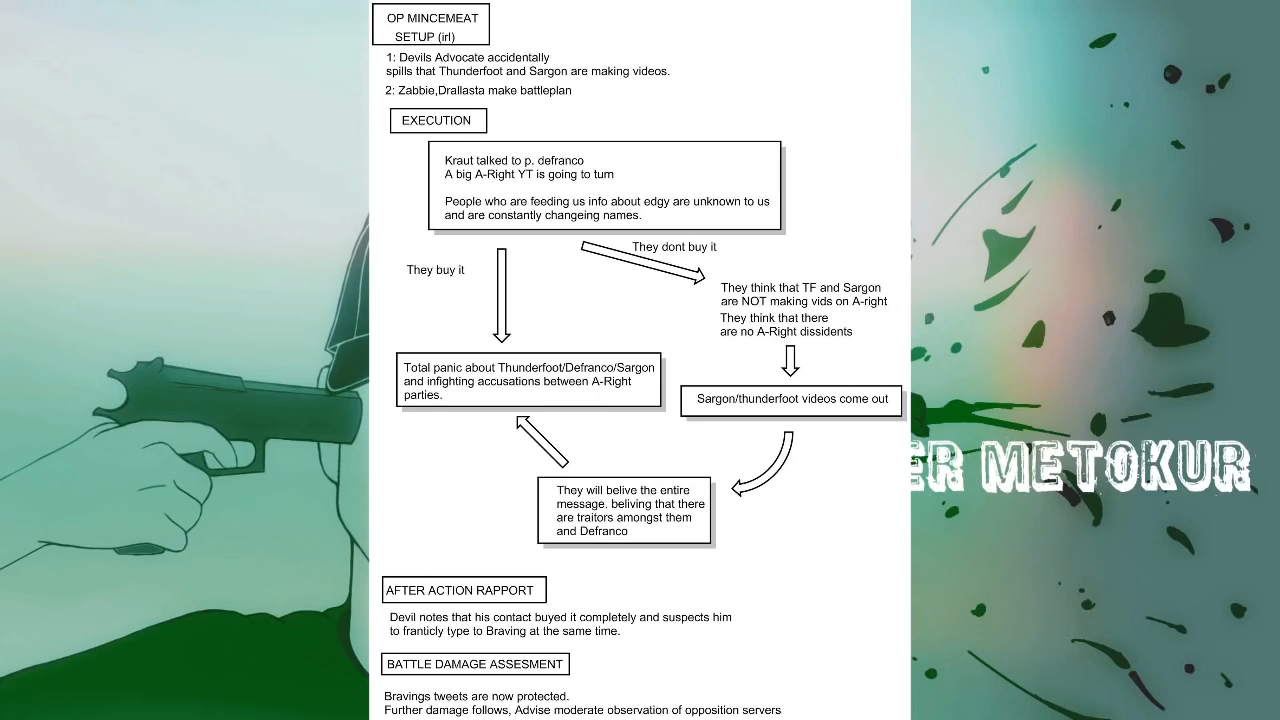 OP MINCEMEAT
SETUP (irl)
1: Devils Advocate accidentally
spills that Thunderfoot and Sargon are making videos.
2: Zabbie,Drallasta make battleplan
EXECUTION
Kraut talked to p. defranco
A big A-Right YT is going to turn
People who are feeding us info about edgy are unknown to us
and are constantly changeing names.
They buy it
They dont buy it
They think that TF and Sargon
are NOT making vids on A-right
They think that there
are no A-Right dissidents
Total panic about Thunderfoot/Defranco/Sargon
and infighting accusations between A-Right
parties.
Sargon/thunderfoot videos come out
ER METOKUR
They will belive the entire
message. beliving that there
are traitors amongst them
and Defranco
AFTER ACTION RAPPORT
Devil notes that his contact buyed it completely and suspects him
to franticly type to Braving at the same time.
BATTLE DAMAGE ASSESMENT
Bravings tweets are now protected.
Further damage follows, Advise moderate observation of opposition servers